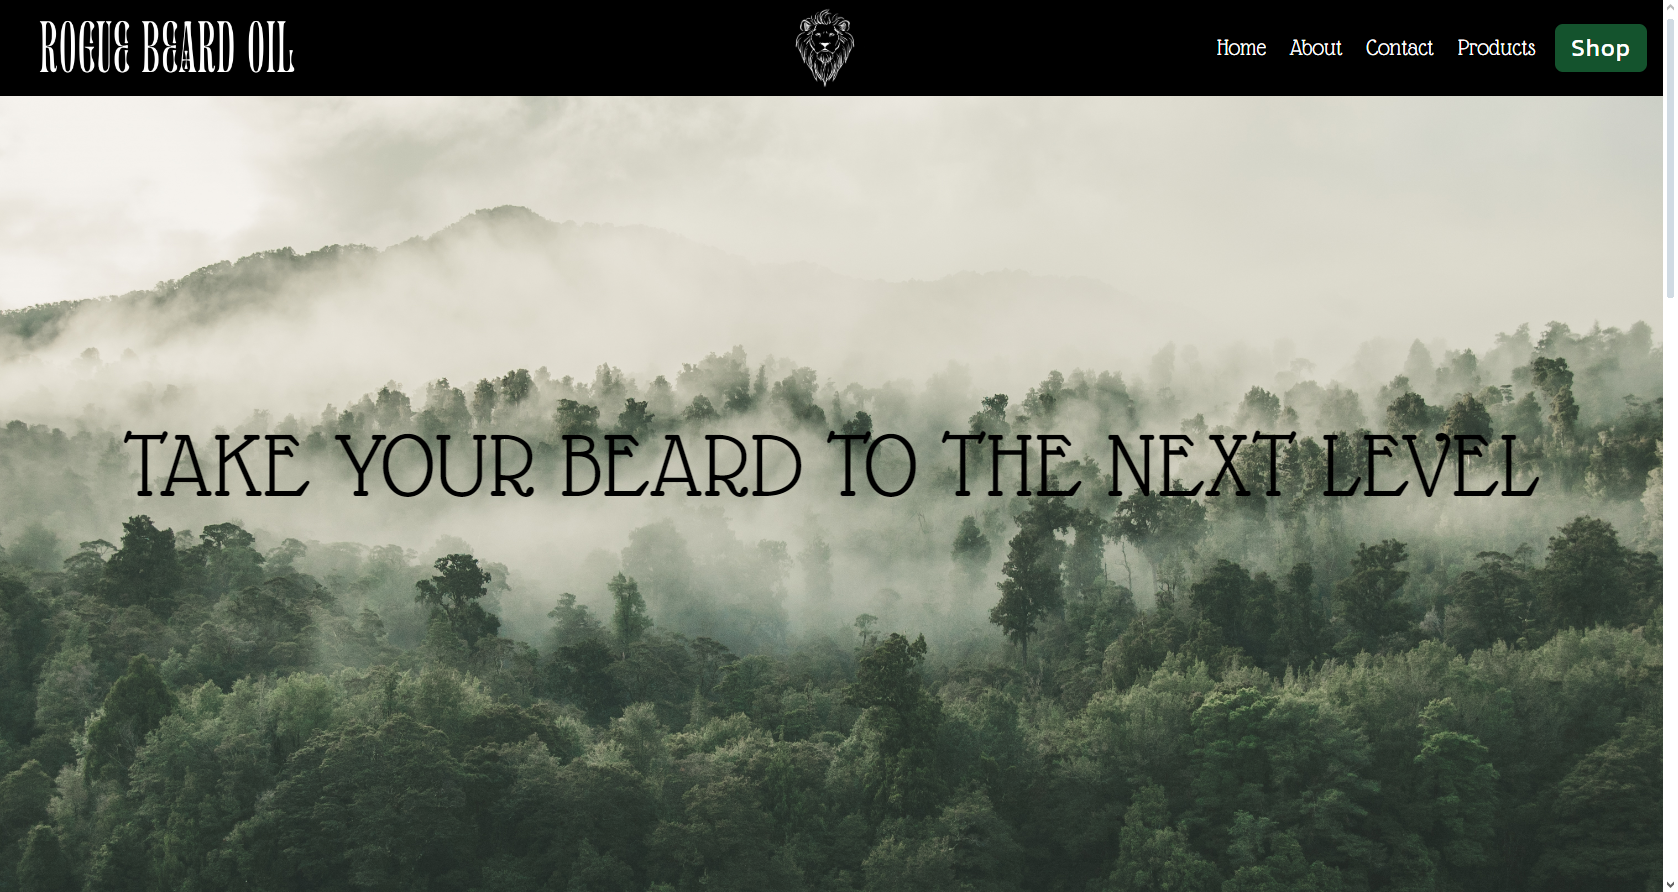 ROGUE BEARD OIL
Home About Contact Products Shop
TAKE YOUR BEARD TO THE NEXT LEVEL